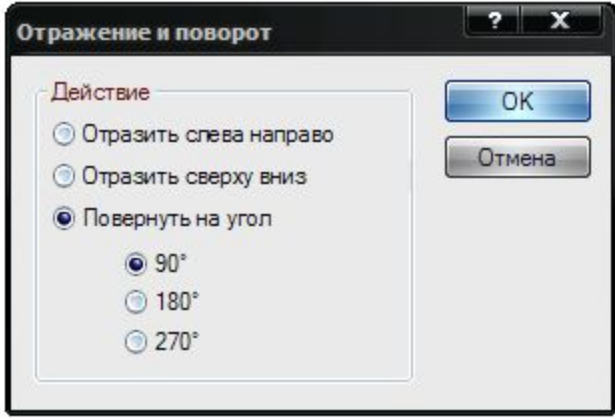 Отражение и поворот
? X
Действие
Отразить слева направо
Отразить сверху вниз
Повернуть на угол
90°
180°
270°
OK
Отмена